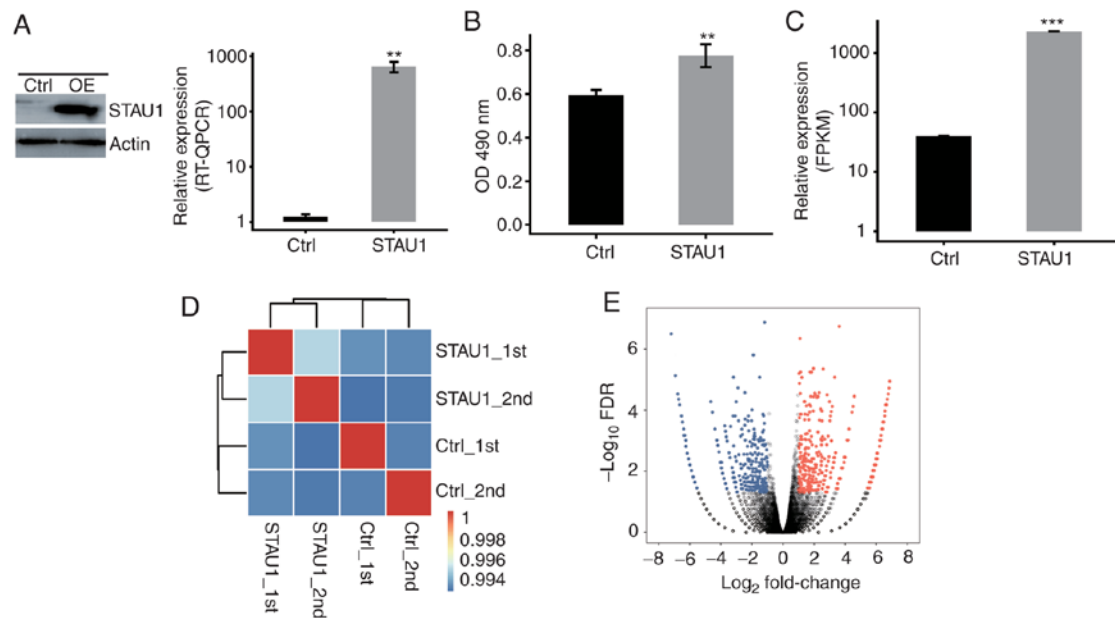 A
Ctrl OE
STAU1
Actin
Relative expression
(RT-QPCR)
1000
100
10
1
**
Ctrl STAU1
B
OD 490 nm
0.8
0.6
0.4
0.2
0.0
**
Ctrl STAU1
C
Relative expression
(FPKM)
1000
100
10
1
***
Ctrl STAU1
D
STAU1_1st
STAU1_2nd
Ctrl_1st
Ctrl_2nd
STAU1_1st
STAU1_2nd
Ctrl_1st
Ctrl_2nd
1
0.998
0.996
0.994
E
−Log10 FDR
6
4
2
0
−8 −6 −4 −2 0 2 4 6 8
Log2 fold-change